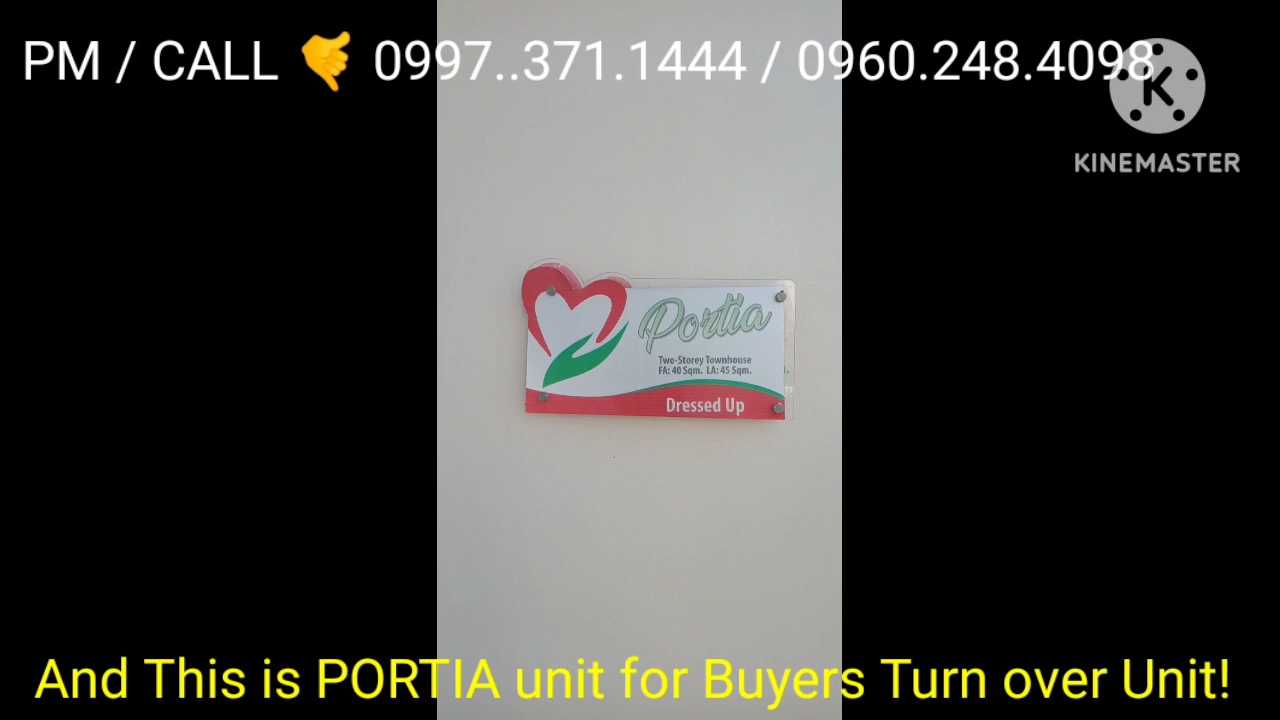 PM / CALL 🤙 0997..371.1444 / 0960.248.4098
K
KINEMASTER
Portia
Two-Storey Townhouse
FA: 40 Sqm. LA: 45 Sqm.
Dressed Up
And This is PORTIA unit for Buyers Turn over Unit!